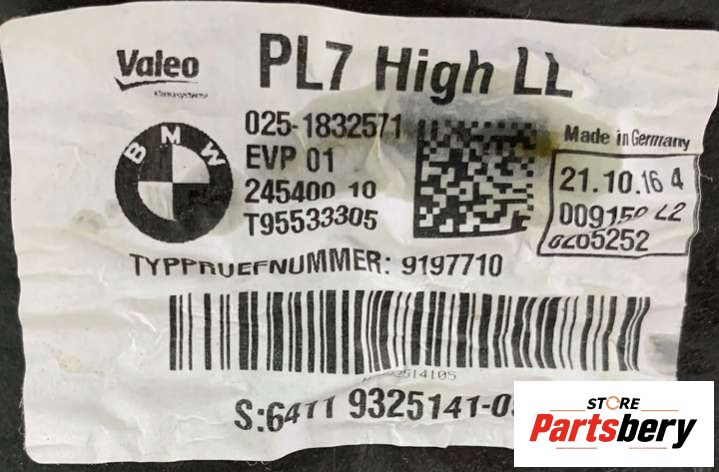 Valeo
PL7 High LL
BMW
025-1832571
EVP 01
245400 10
T95533305
Made in Germany
21.10.16 4
TYPPRUEFNUMMER: 9197710
S:6411 9325141-0
STORE
Partsbery